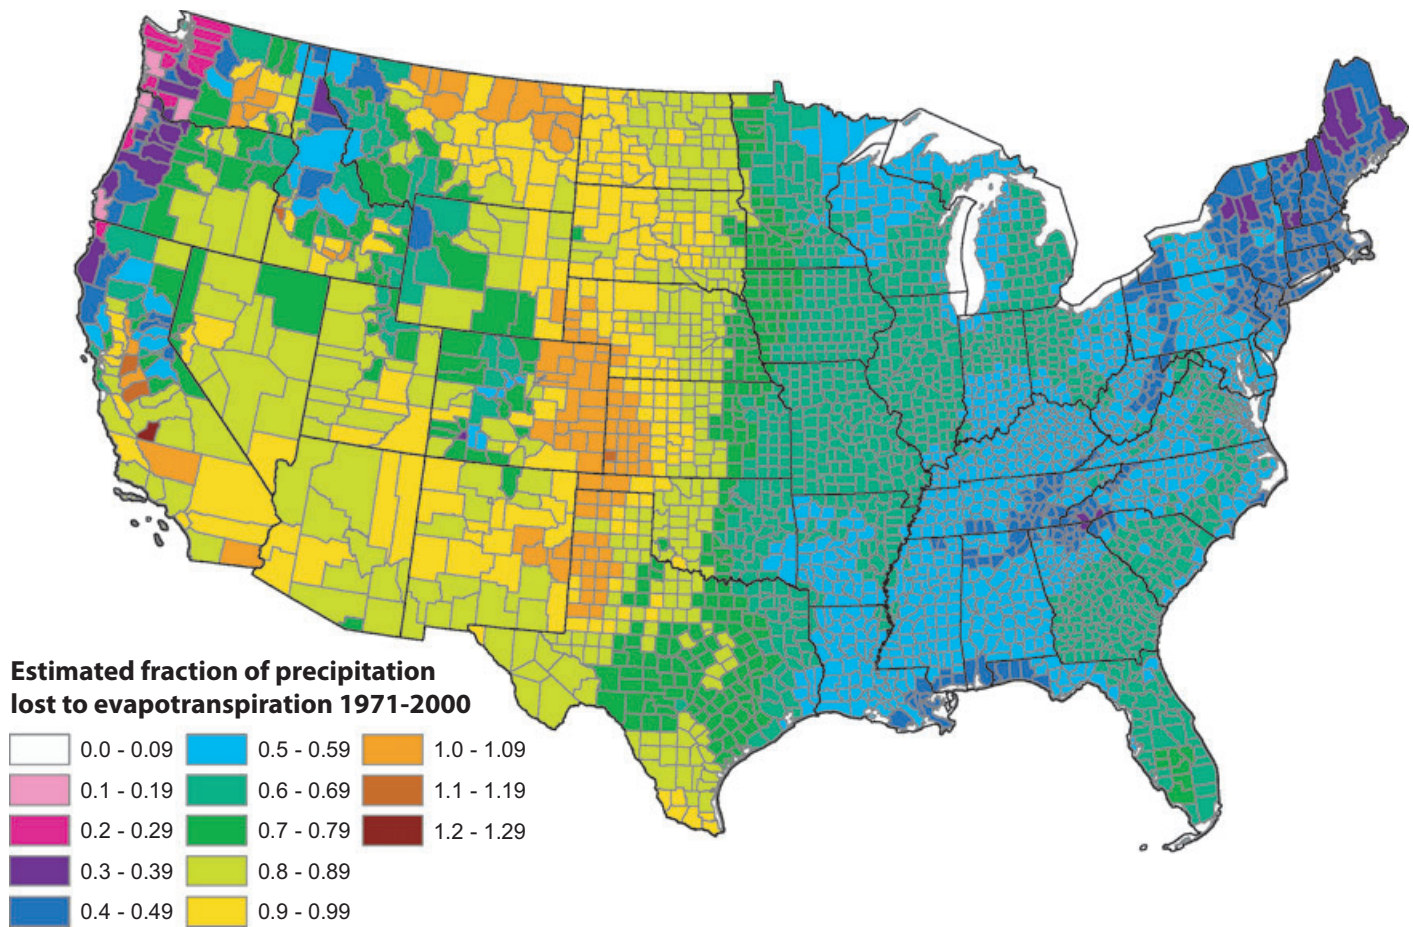 Estimated fraction of precipitation
lost to evapotranspiration 1971-2000
0.0 - 0.09
0.1 - 0.19
0.2 - 0.29
0.3 - 0.39
0.4 - 0.49
0.5 - 0.59
0.6 - 0.69
0.7 - 0.79
0.8 - 0.89
0.9 - 0.99
1.0 - 1.09
1.1 - 1.19
1.2 - 1.29